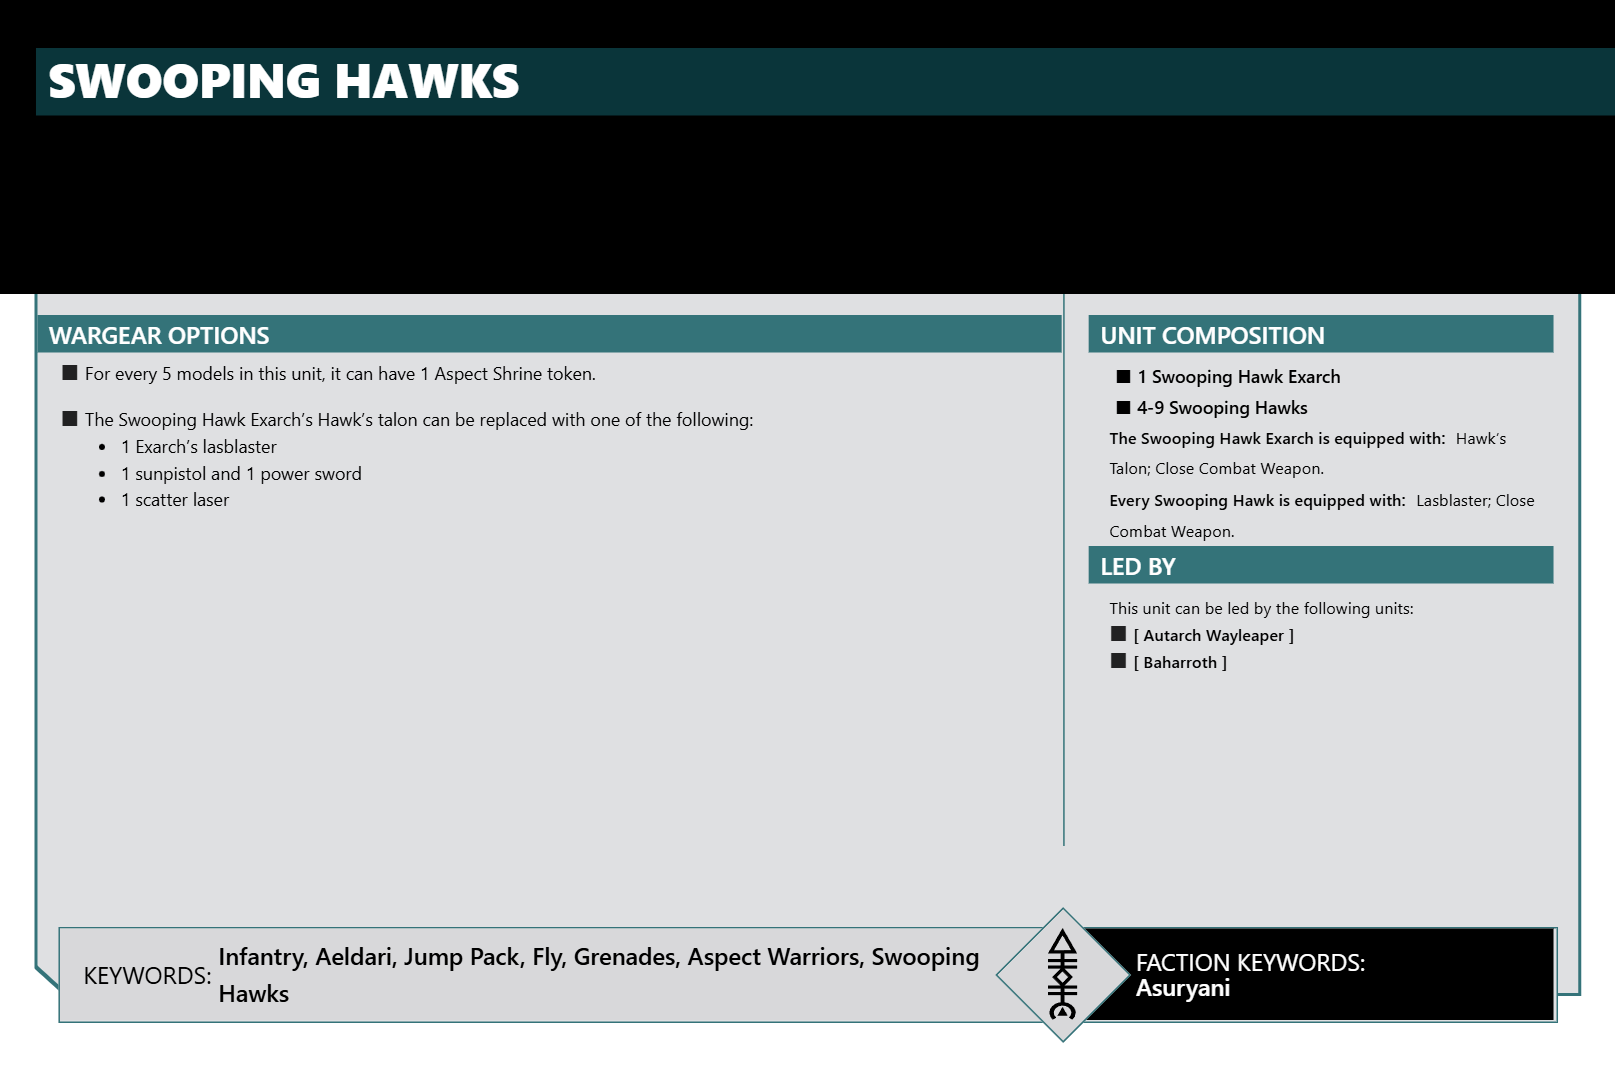 SWOOPING HAWKS
WARGEAR OPTIONS
■ For every 5 models in this unit, it can have 1 Aspect Shrine token.
■ The Swooping Hawk Exarch’s Hawk’s talon can be replaced with one of the following:
• 1 Exarch’s lasblaster
• 1 sunpistol and 1 power sword
• 1 scatter laser
UNIT COMPOSITION
■ 1 Swooping Hawk Exarch
■ 4-9 Swooping Hawks
The Swooping Hawk Exarch is equipped with: Hawk’s
Talon; Close Combat Weapon.
Every Swooping Hawk is equipped with: Lasblaster; Close
Combat Weapon.
LED BY
This unit can be led by the following units:
■ [ Autarch Wayleaper ]
■ [ Baharroth ]
KEYWORDS: Infantry, Aeldari, Jump Pack, Fly, Grenades, Aspect Warriors, Swooping
Hawks
FACTION KEYWORDS:
Asuryani